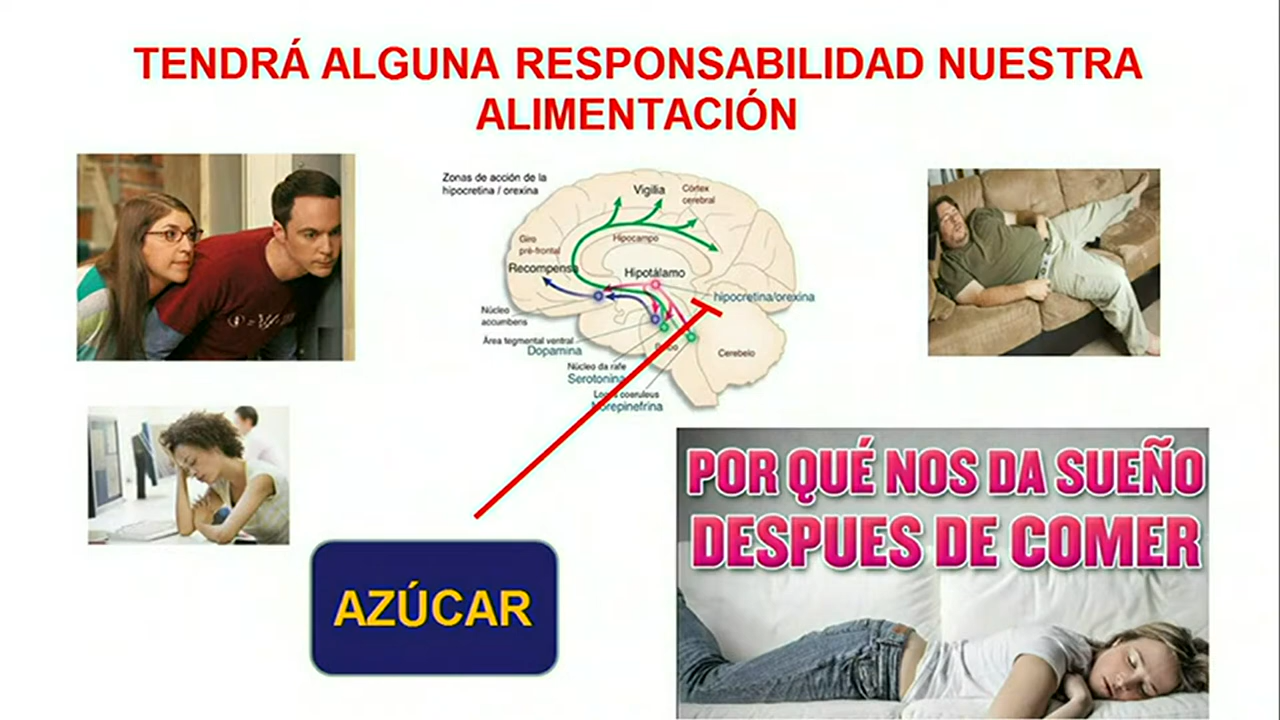 TENDRÁ ALGUNA RESPONSABILIDAD NUESTRA
ALIMENTACIÓN
Zonas de acción de la
hipocretina / orexina
Vigilia
Córtex
cerebral
Giro
pré-frontal
Hipocampo
Recompensa
Hipotálamo
hipocretina/orexina
Núcleo
accumbens
Área tegmental ventral
Dopamina
Cerebelo
Núcleo da rafe
Serotonina
Locus coeruleus
Norepinefrina
POR QUÉ NOS DA SUEÑO
DESPUES DE COMER
AZÚCAR